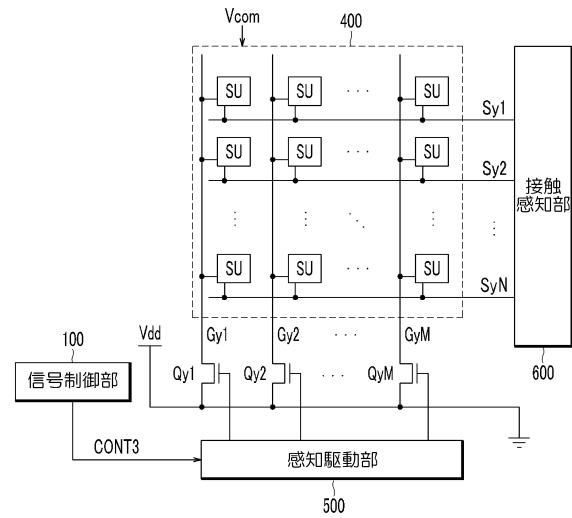 Vcom
400
SU SU ... SU
Sy1
SU SU ... SU
Sy2
接触
感知部
SU SU ... SU
SyN
Gy1 Gy2 ... GyM
100
Vdd
Qy1 Qy2 ... QyM
600
信号制御部
CONT3
感知駆動部
500